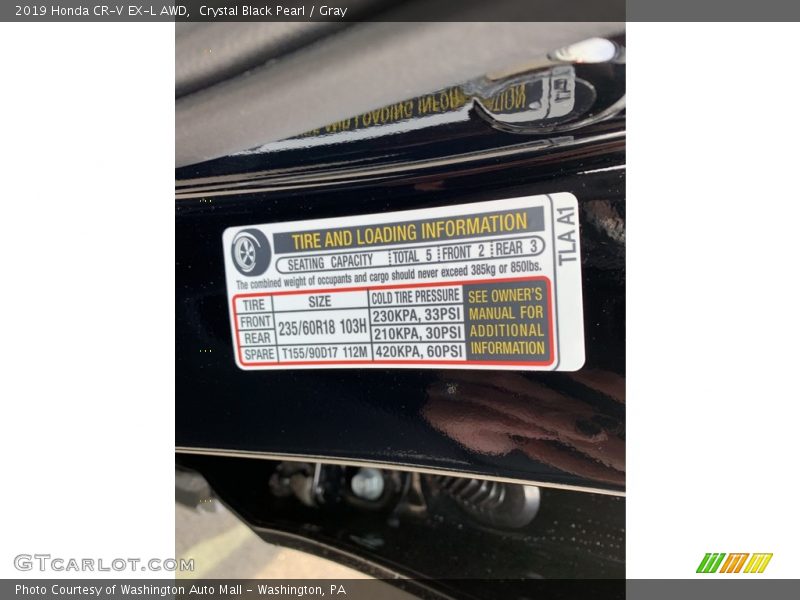 2019 Honda CR-V EX-L AWD,  Crystal Black Pearl / Gray
TIRE AND LOADING INFORMATION
SEATING CAPACITY TOTAL 5 FRONT 2 REAR 3
The combined weight of occupants and cargo should never exceed 385kg or 850lbs.
TIRE SIZE COLD TIRE PRESSURE
FRONT 235/60R18 103H 230KPA, 33PSI
REAR 210KPA, 30PSI
SPARE T155/90D17 112M 420KPA, 60PSI
SEE OWNER'S
MANUAL FOR
ADDITIONAL
INFORMATION
TLA A1
GTcarlot.com
Photo Courtesy of Washington Auto Mall - Washington, PA